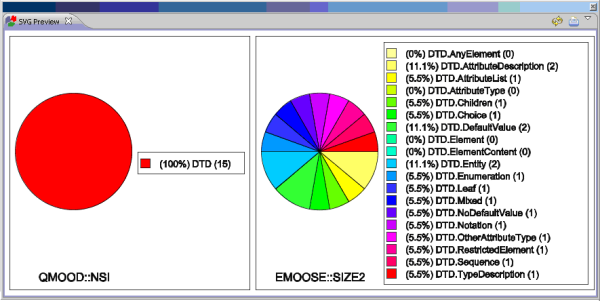 SVG Preview
(100%) DTD (15)
QMOOD::NSI
(0%) DTD.AnyElement (0)
(11.1%) DTD.AttributeDescription (2)
(5.5%) DTD.AttributeList (1)
(0%) DTD.AttributeType (0)
(5.5%) DTD.Children (1)
(5.5%) DTD.Choice (1)
(11.1%) DTD.DefaultValue (2)
(0%) DTD.Element (0)
(0%) DTD.ElementContent (0)
(11.1%) DTD.Entity (2)
(5.5%) DTD.Enumeration (1)
(5.5%) DTD.Leaf (1)
(5.5%) DTD.Mixed (1)
(5.5%) DTD.NoDefaultValue (1)
(5.5%) DTD.Notation (1)
(5.5%) DTD.OtherAttributeType (1)
(5.5%) DTD.RestrictedElement (1)
(5.5%) DTD.Sequence (1)
(5.5%) DTD.TypeDescription (1)
EMOOSE::SIZE2